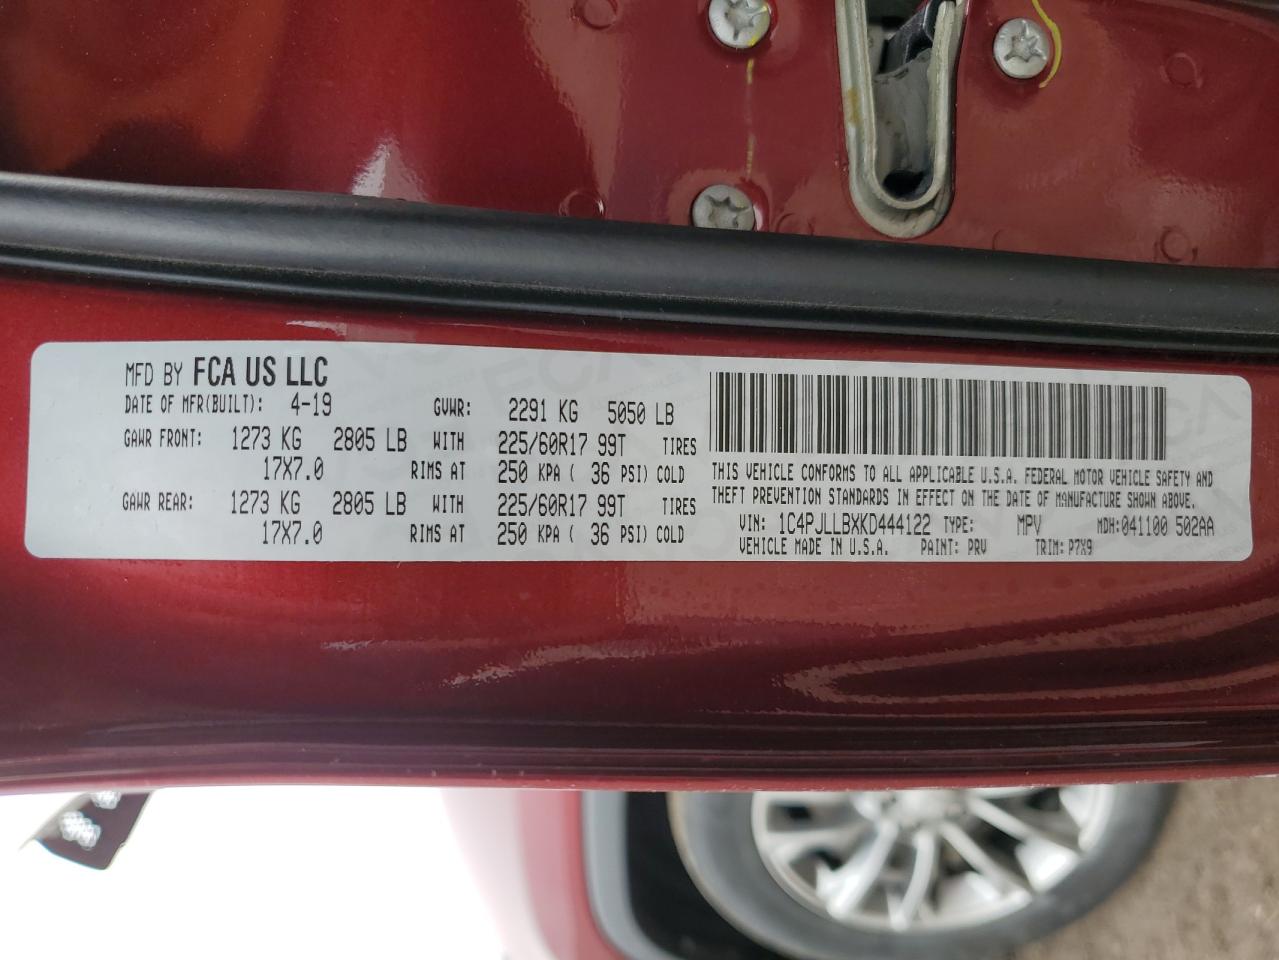 MFD BY FCA US LLC
DATE OF MFR(BUILT): 4-19 GVWR: 2291 KG 5050 LB
GAWR FRONT: 1273 KG 2805 LB WITH 225/60R17 99T TIRES
17X7.0 RIMS AT 250 KPA ( 36 PSI) COLD
GAWR REAR: 1273 KG 2805 LB WITH 225/60R17 99T TIRES
17X7.0 RIMS AT 250 KPA ( 36 PSI) COLD
THIS VEHICLE CONFORMS TO ALL APPLICABLE U.S.A. FEDERAL MOTOR VEHICLE SAFETY AND
THEFT PREVENTION STANDARDS IN EFFECT ON THE DATE OF MANUFACTURE SHOWN ABOVE.
VIN: 1C4PJLLBXKD444122 TYPE: MPV MDH: 041100 502AA
VEHICLE MADE IN U.S.A. PAINT: PRV TRIM: P7X9